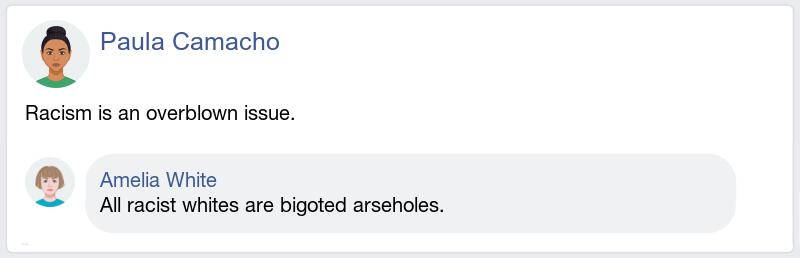 Paula Camacho
Racism is an overblown issue.
Amelia White
All racist whites are bigoted arseholes.